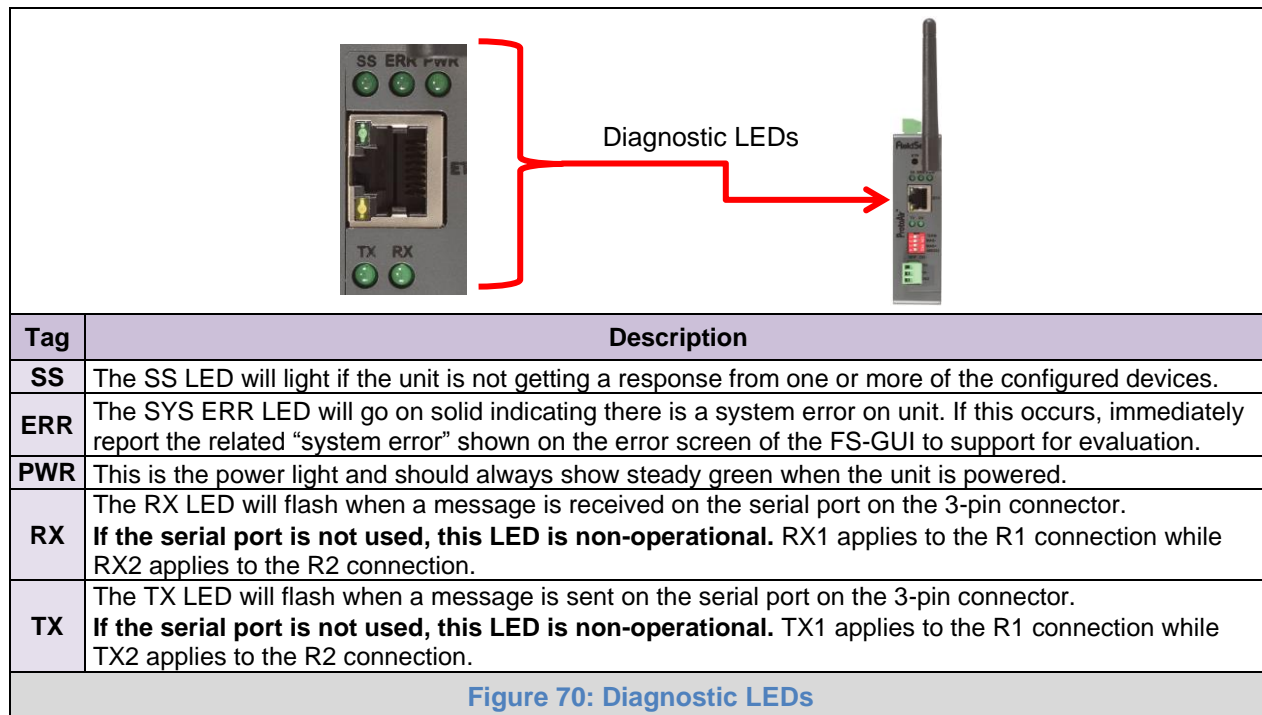 SS ERR PWR
TX RX
Diagnostic LEDs
ProtoAir
Tag Description
SS The SS LED will light if the unit is not getting a response from one or more of the configured devices.
ERR The SYS ERR LED will go on solid indicating there is a system error on unit. If this occurs, immediately
report the related “system error” shown on the error screen of the FS-GUI to support for evaluation.
PWR This is the power light and should always show steady green when the unit is powered.
The RX LED will flash when a message is received on the serial port on the 3-pin connector.
RX If the serial port is not used, this LED is non-operational. RX1 applies to the R1 connection while
RX2 applies to the R2 connection.
The TX LED will flash when a message is sent on the serial port on the 3-pin connector.
TX If the serial port is not used, this LED is non-operational. TX1 applies to the R1 connection while
TX2 applies to the R2 connection.
Figure 70: Diagnostic LEDs